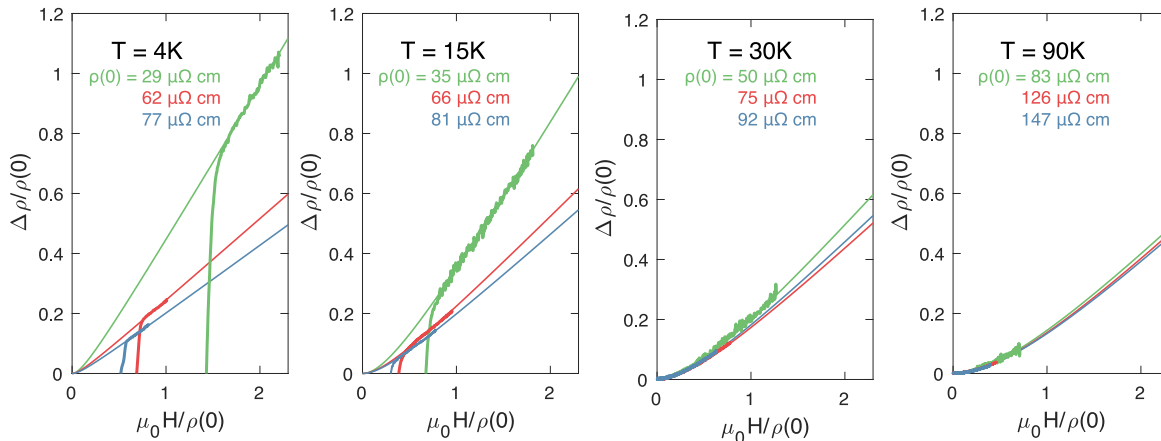 T = 4K
ρ(0) = 29 μΩ cm
62 μΩ cm
77 μΩ cm
1.2
1
0.8
0.6
0.4
0.2
0
Δρ/ρ(0)
0
1
2
μ₀H/ρ(0)
T = 15K
ρ(0) = 35 μΩ cm
66 μΩ cm
81 μΩ cm
1.2
1
0.8
0.6
0.4
0.2
0
Δρ/ρ(0)
0
1
2
μ₀H/ρ(0)
T = 30K
ρ(0) = 50 μΩ cm
75 μΩ cm
92 μΩ cm
1.2
1
0.8
0.6
0.4
0.2
0
Δρ/ρ(0)
0
1
2
μ₀H/ρ(0)
T = 90K
ρ(0) = 83 μΩ cm
126 μΩ cm
147 μΩ cm
1.2
1
0.8
0.6
0.4
0.2
0
Δρ/ρ(0)
0
1
2
μ₀H/ρ(0)